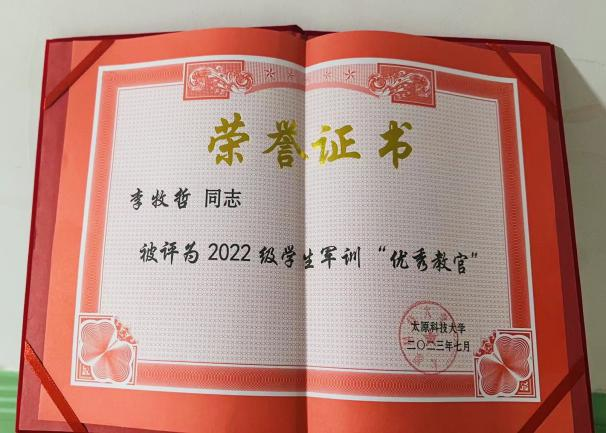 荣誉证书
李牧哲 同志
被评为2022级学生军训“优秀教官”
太原科技大学
二〇二三年七月